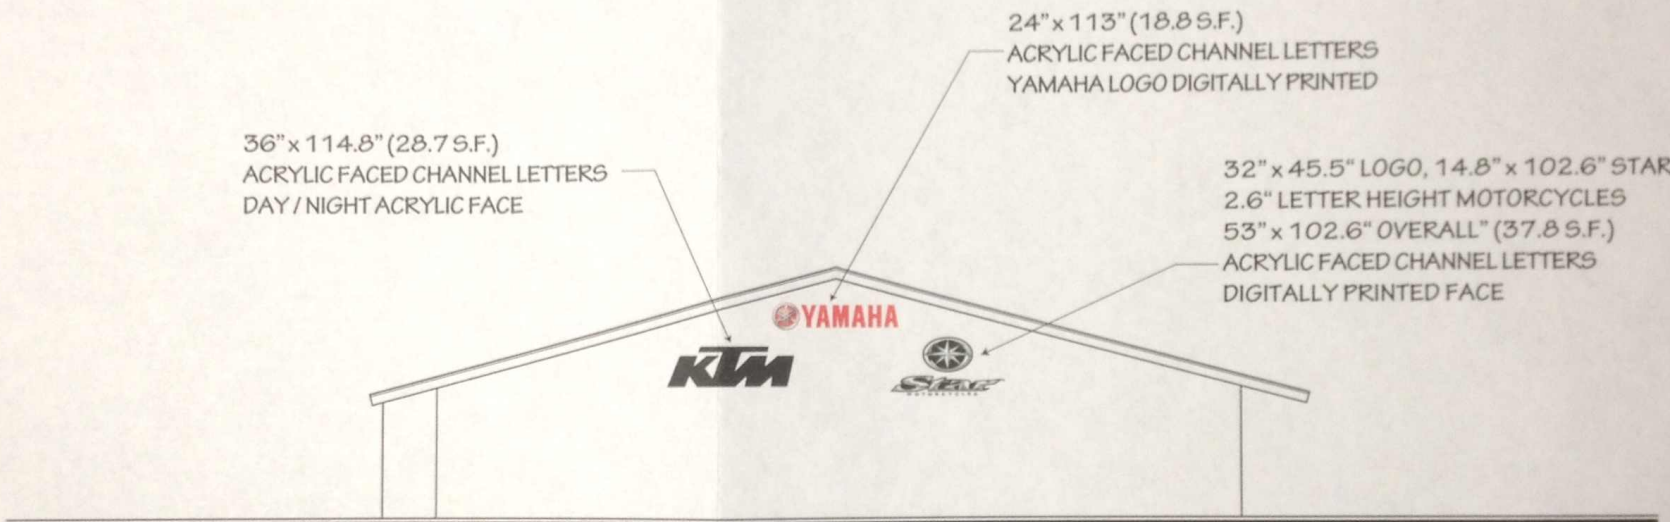 24"x 113" (18.8 S.F.)
ACRYLIC FACED CHANNEL LETTERS
YAMAHA LOGO DIGITALLY PRINTED
36" x 114.8" (28.7 S.F.)
ACRYLIC FACED CHANNEL LETTERS
DAY / NIGHT ACRYLIC FACE
32" x 45.5" LOGO, 14.8" x 102.6" STAR
2.6" LETTER HEIGHT MOTORCYCLES
53" x 102.6" OVERALL" (37.8 S.F.)
ACRYLIC FACED CHANNEL LETTERS
DIGITALLY PRINTED FACE
YAMAHA
KTM
Star
MOTORCYCLES